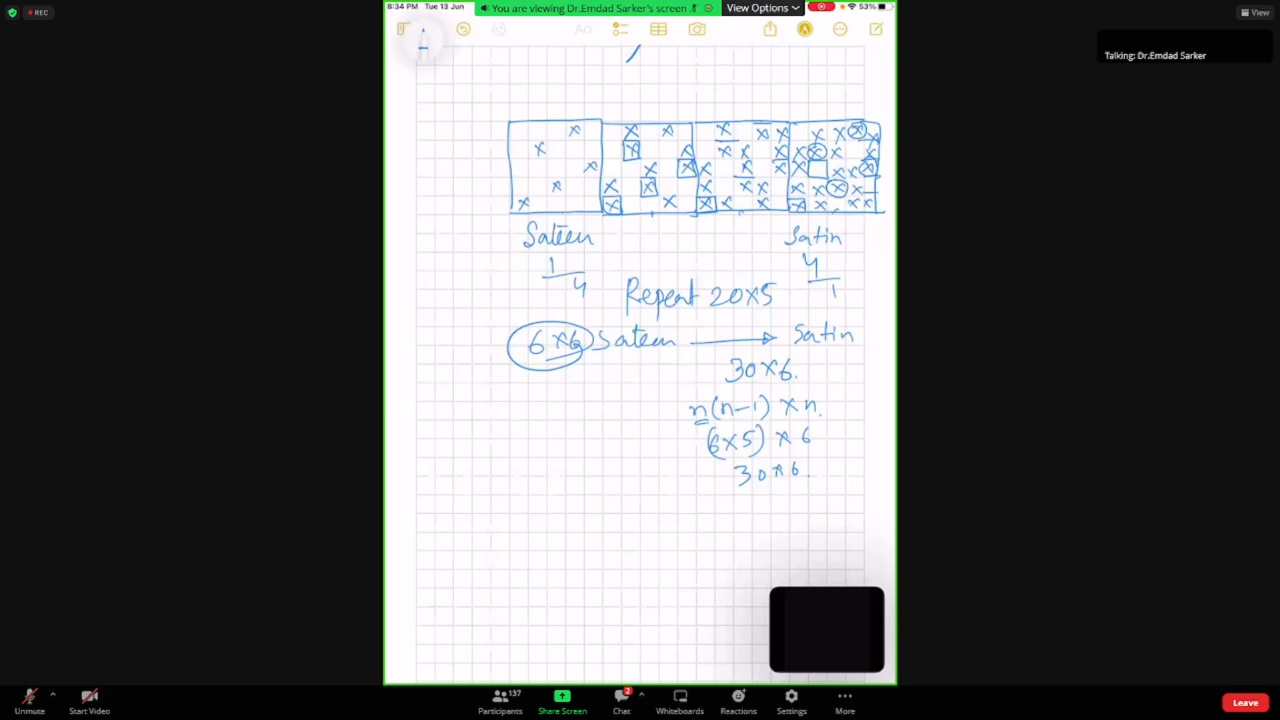 8:34 PM Tue 13 Jun
You are viewing Dr.Emdad Sarker's screen
View Options
53%
REC
View
Talking: Dr.Emdad Sarker
Aa
Sateen
Satin
1
4
4
1
Repeat 20x5
6x6 Sateen Satin
30x6.
n(n-1) x n.
(6x5) x 6
30x6.
Unmute
Start Video
137
Participants
Share Screen
2
Chat
Whiteboards
Reactions
Settings
More
Leave